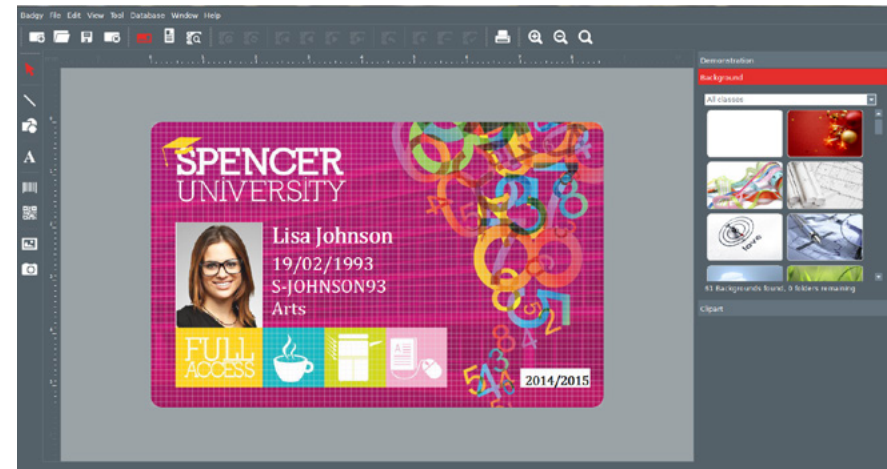 Badgy File Edit View Tool Database Window Help
Demonstration
Background
All classes
SPENCER
UNIVERSITY
Lisa Johnson
19/02/1993
S-JOHNSON93
Arts
FULL
ACCESS
A
2014/2015
love
61 Backgrounds found, 0 folders remaining
Clipart